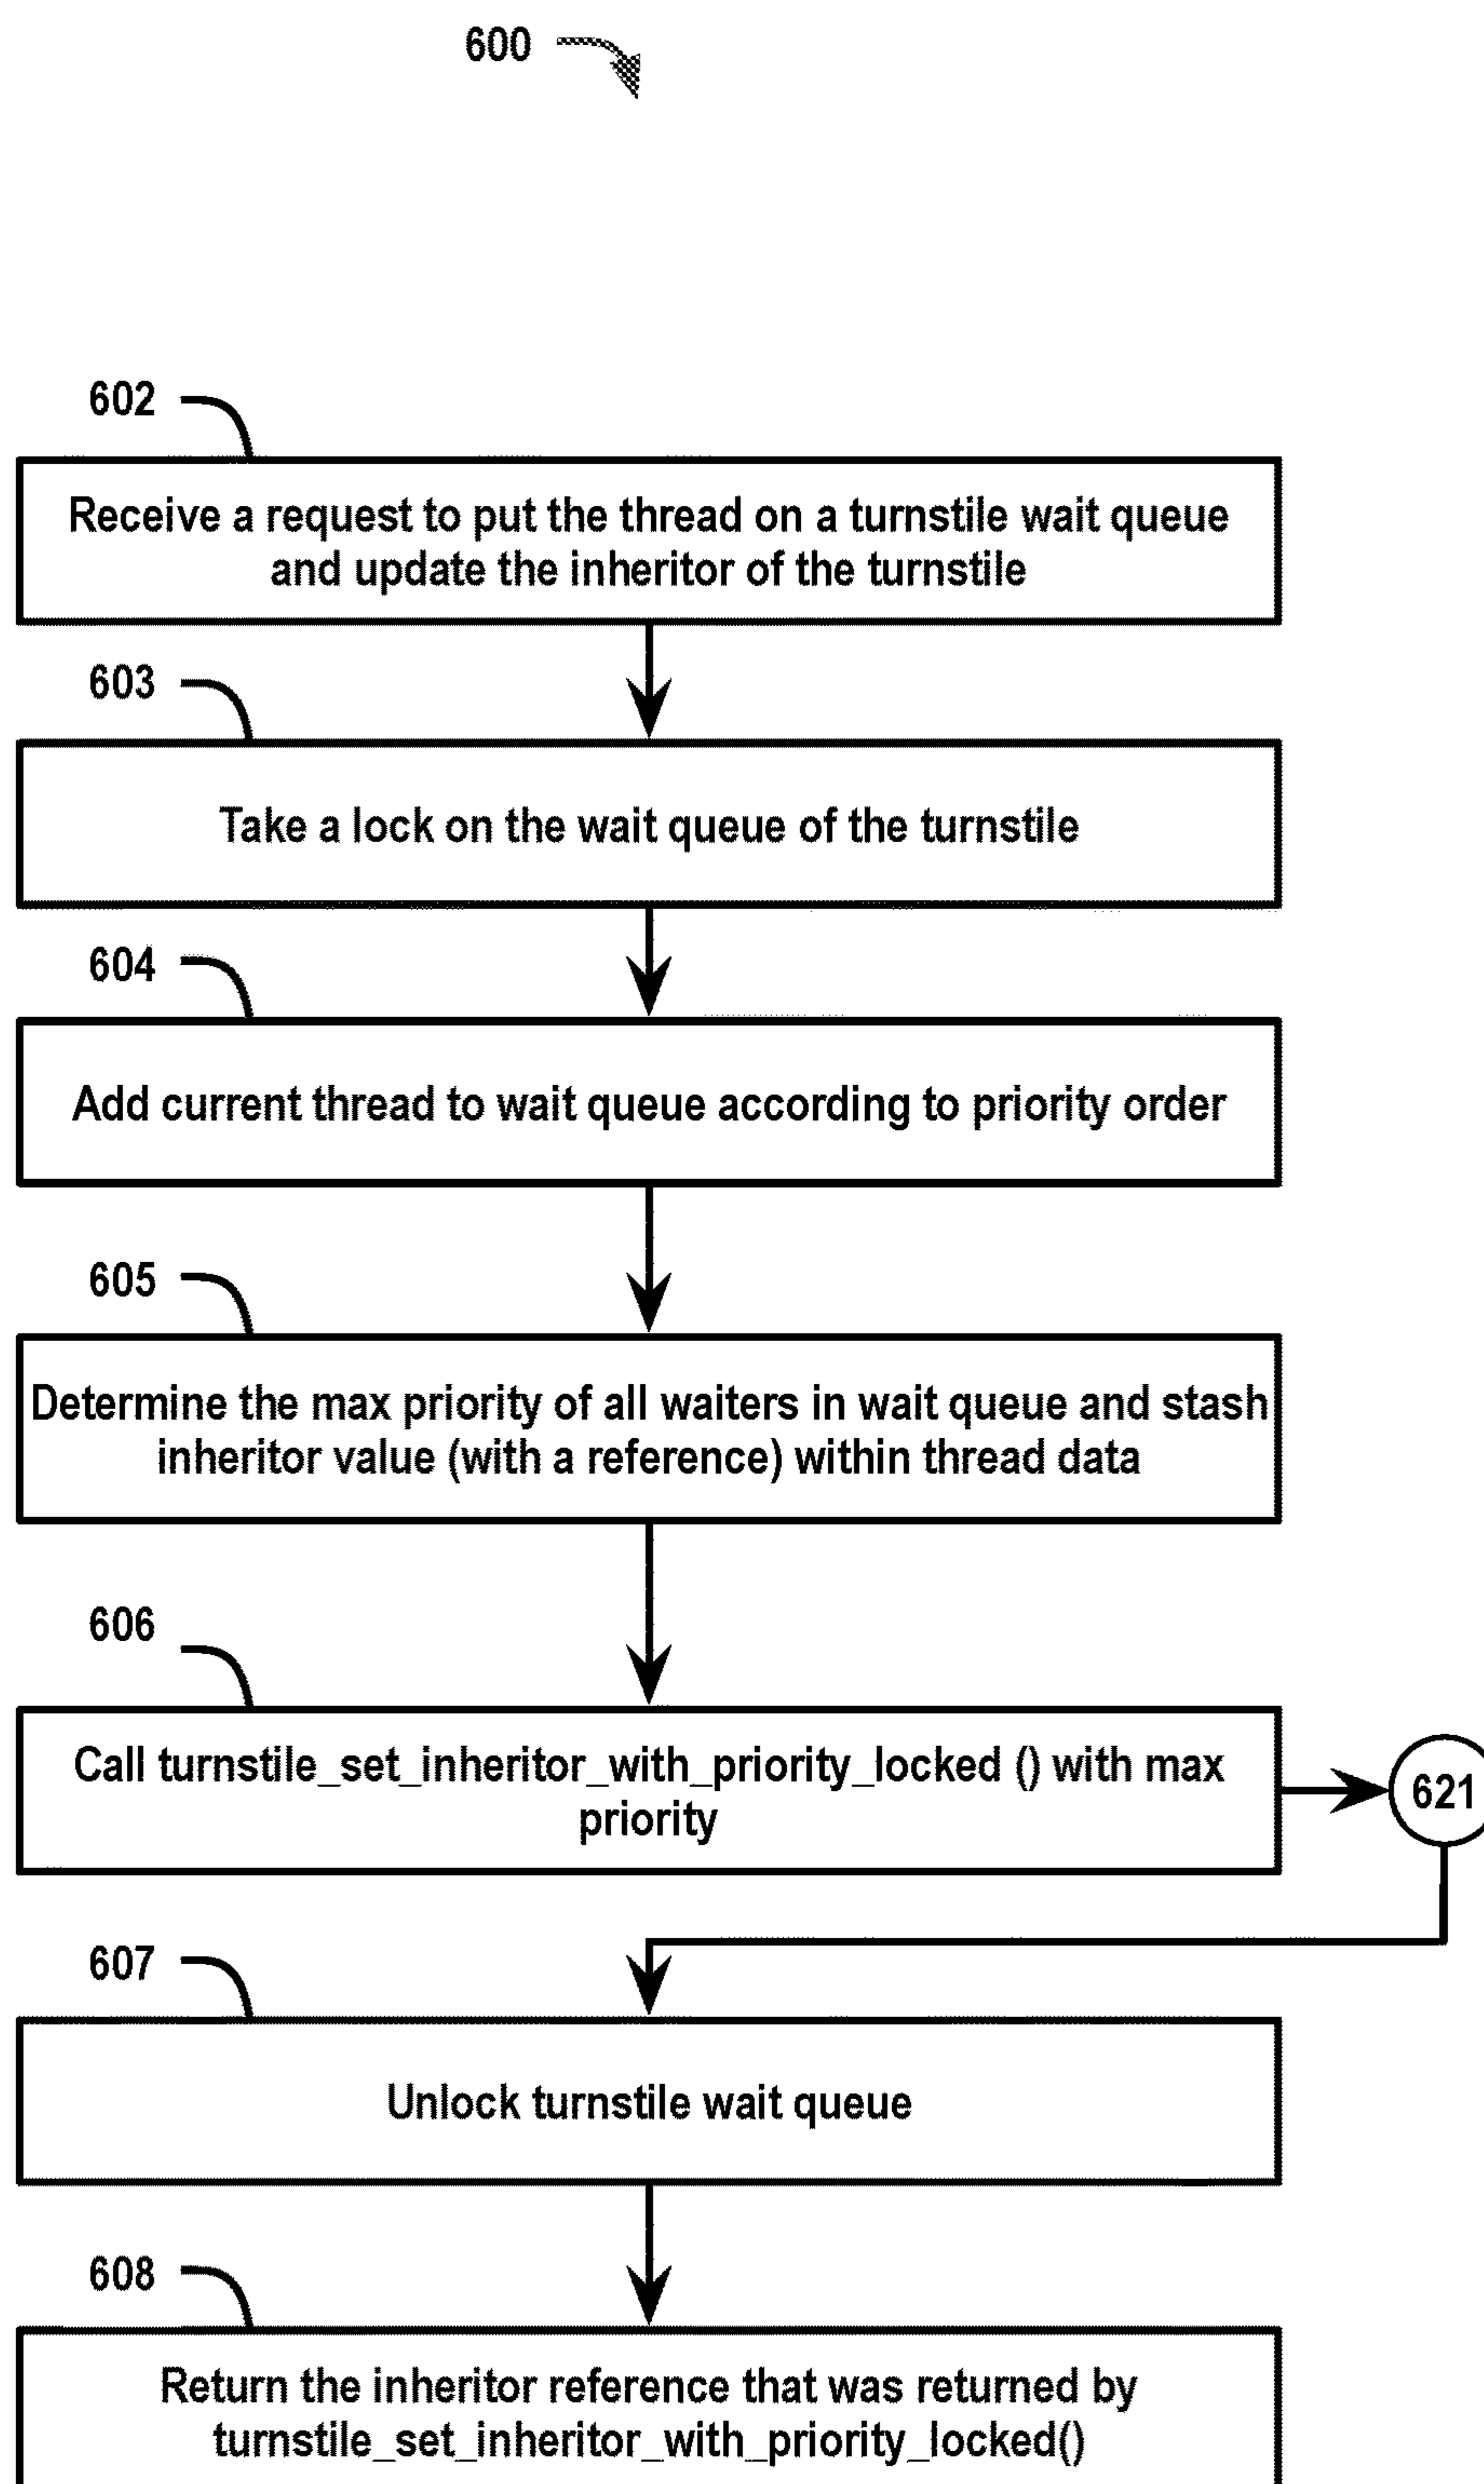 600
602
Receive a request to put the thread on a turnstile wait queue
and update the inheritor of the turnstile
603
Take a lock on the wait queue of the turnstile
604
Add current thread to wait queue according to priority order
605
Determine the max priority of all waiters in wait queue and stash
inheritor value (with a reference) within thread data
606
Call turnstile_set_inheritor_with_priority_locked () with max
priority
621
607
Unlock turnstile wait queue
608
Return the inheritor reference that was returned by
turnstile_set_inheritor_with_priority_locked()